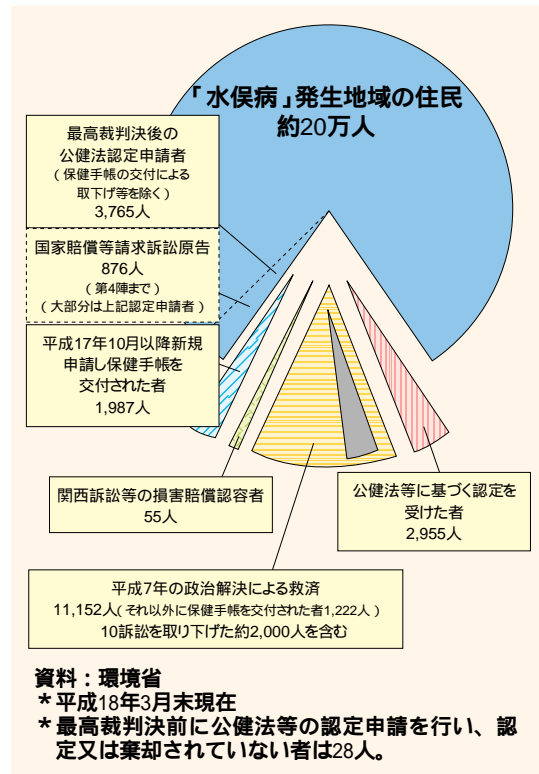 「水俣病」発生地域の住民
約20万人
最高裁判決後の
公健法認定申請者
(保健手帳の交付による
取下げ等を除く)
3,765人
国家賠償等請求訴訟原告
876人
(第4陣まで)
(大部分は上記認定申請者)
平成17年10月以降新規
申請し保健手帳を
交付された者
1,987人
関西訴訟等の損害賠償認容者
55人
公健法等に基づく認定を
受けた者
2,955人
平成7年の政治解決による救済
11,152人(それ以外に保健手帳を交付された者1,222人)
10訴訟を取り下げた約2,000人を含む
資料:環境省
*平成18年3月末現在
*最高裁判決前に公健法等の認定申請を行い、認
定又は棄却されていない者は28人。